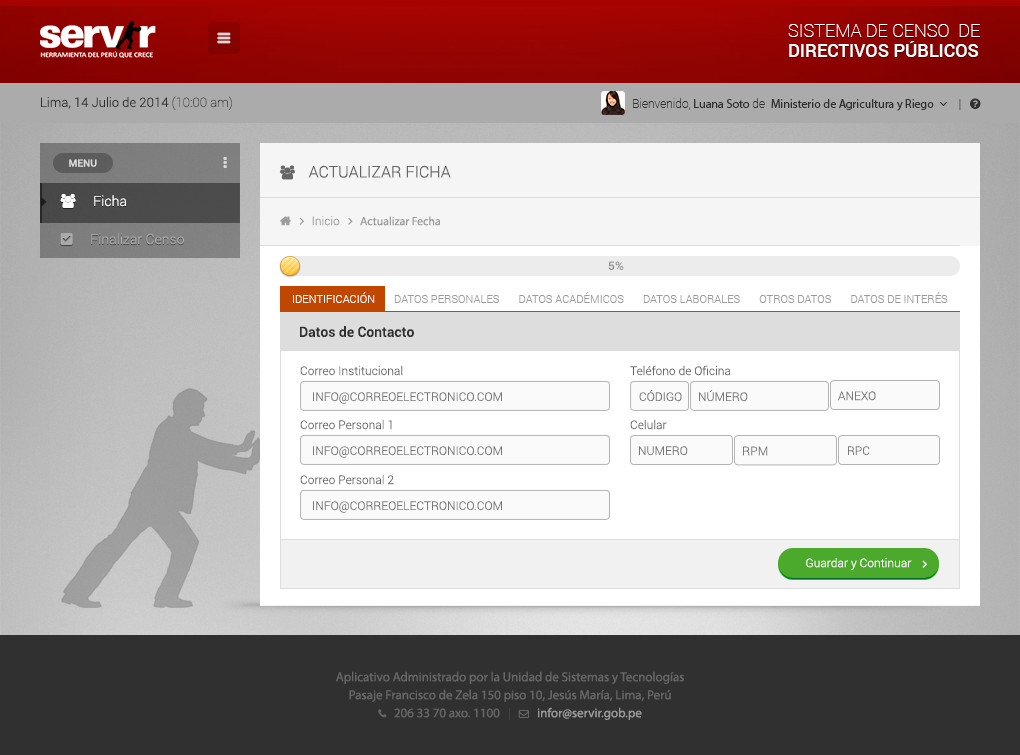 servir
HERRAMIENTA DEL PERÚ QUE CRECE
SISTEMA DE CENSO DE
DIRECTIVOS PÚBLICOS
Lima, 14 Julio de 2014 (10:00 am)
Bienvenido, Luana Soto de Ministerio de Agricultura y Riego
MENU
Ficha
Finalizar Censo
ACTUALIZAR FICHA
Inicio > Actualizar Fecha
5%
IDENTIFICACIÓN DATOS PERSONALES DATOS ACADÉMICOS DATOS LABORALES OTROS DATOS DATOS DE INTERÉS
Datos de Contacto
Correo Institucional
INFO@CORREOELECTRONICO.COM
Correo Personal 1
INFO@CORREOELECTRONICO.COM
Correo Personal 2
INFO@CORREOELECTRONICO.COM
Teléfono de Oficina
CÓDIGO NÚMERO ANEXO
Celular
NUMERO RPM RPC
Guardar y Continuar
Aplicativo Administrado por la Unidad de Sistemas y Tecnologías
Pasaje Francisco de Zela 150 piso 10, Jesús María, Lima, Perú
206 33 70 axo. 1100 | infor@servir.gob.pe